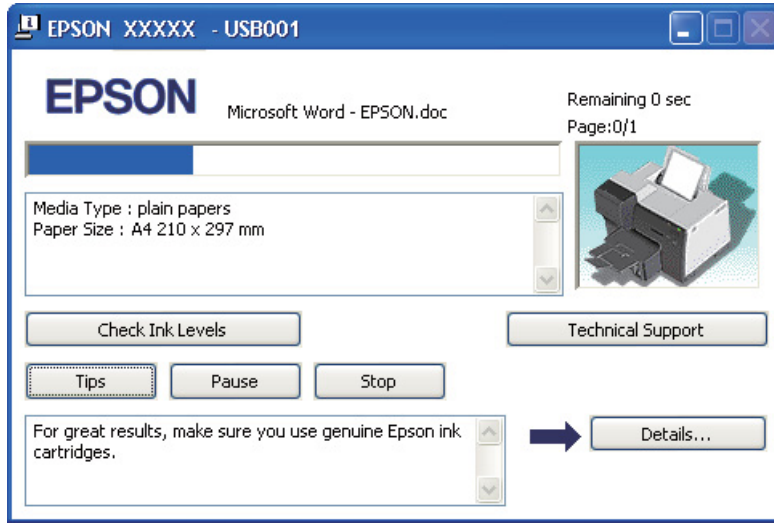 EPSON XXXXX - USB001
EPSON
Microsoft Word - EPSON.doc
Remaining 0 sec
Page:0/1
Media Type : plain papers
Paper Size : A4 210 x 297 mm
Check Ink Levels
Technical Support
Tips
Pause
Stop
For great results, make sure you use genuine Epson ink
cartridges.
Details...